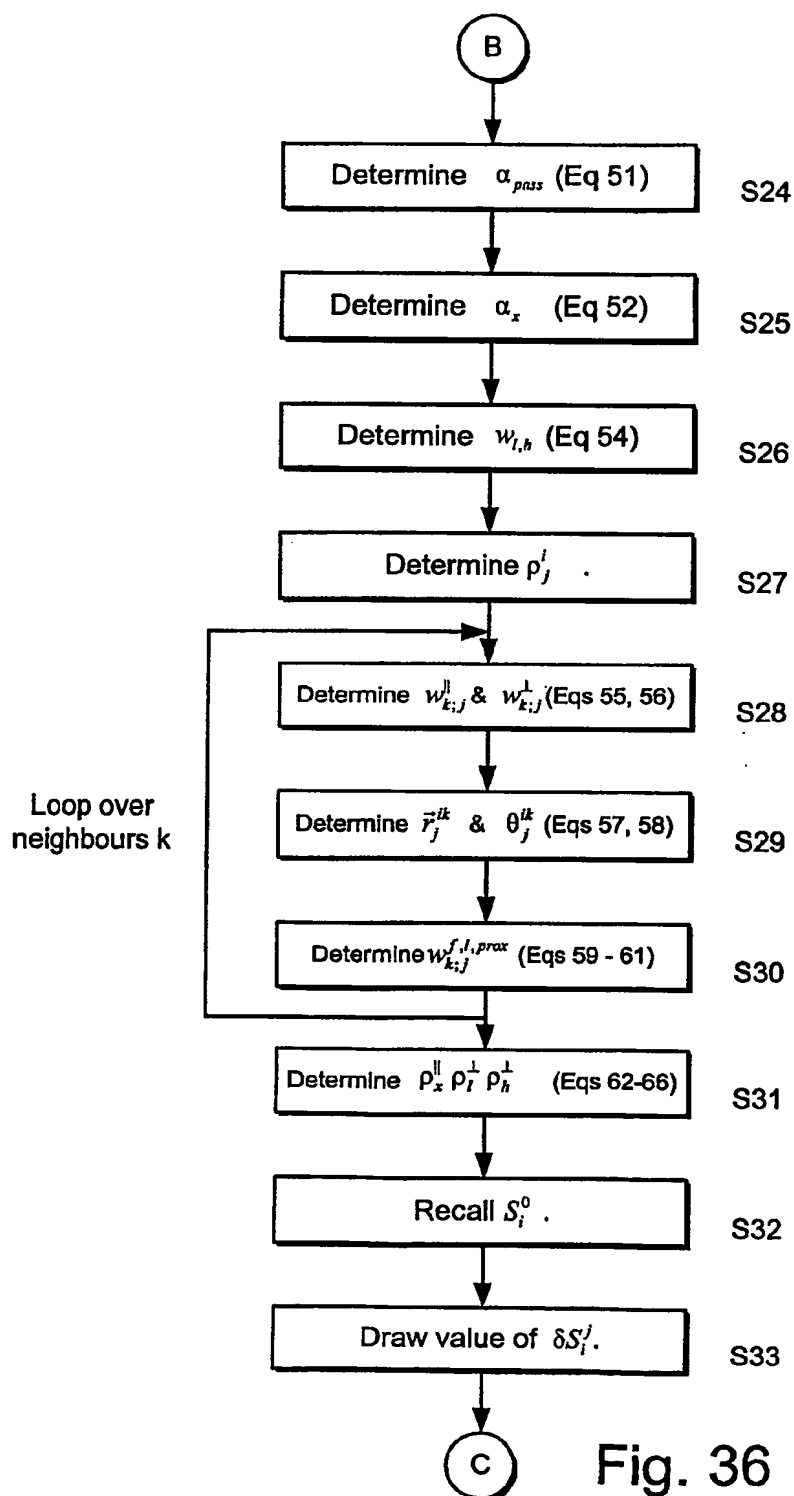 B
Determine α_pass (Eq 51)
S24
Determine α_x (Eq 52)
S25
Determine w_l,h (Eq 54)
S26
Determine ρ_j^i .
S27
Determine w_k;j^∥ & w_k;j^⊥ (Eqs 55, 56)
S28
Loop over
neighbours k
Determine r⃗_j^ik & θ_j^ik (Eqs 57, 58)
S29
Determine w_k;j^f,l,prox (Eqs 59 - 61)
S30
Determine ρ_x^∥ ρ_l^⊥ ρ_h^⊥ (Eqs 62-66)
S31
Recall S_i^0 .
S32
Draw value of δS_i^j.
S33
C
Fig. 36